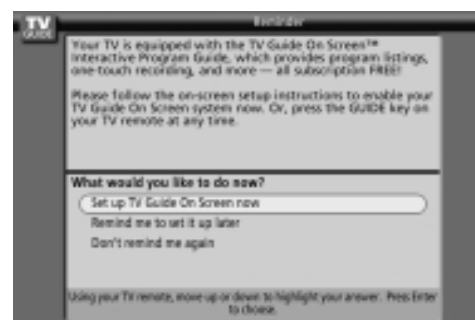 TV
GUIDE
Reminder
Your TV is equipped with the TV Guide On Screen™
Interactive Program Guide, which provides program listings,
one-touch recording, and more — all subscription FREE!
Please follow the on-screen setup instructions to enable your
TV Guide On Screen system now. Or, press the GUIDE key on
your TV remote at any time.
What would you like to do now?
Set up TV Guide On Screen now
Remind me to set it up later
Don't remind me again
Using your TV remote, move up or down to highlight your answer. Press Enter
to choose.